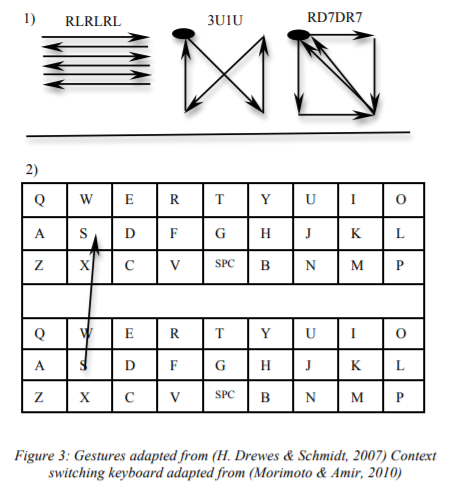 1) RLRLRL 3U1U RD7DR7
2)
Q W E R T Y U I O
A S D F G H J K L
Z X C V SPC B N M P
Q W E R T Y U I O
A S D F G H J K L
Z X C V SPC B N M P
Figure 3: Gestures adapted from (H. Drewes & Schmidt, 2007) Context
switching keyboard adapted from (Morimoto & Amir, 2010)